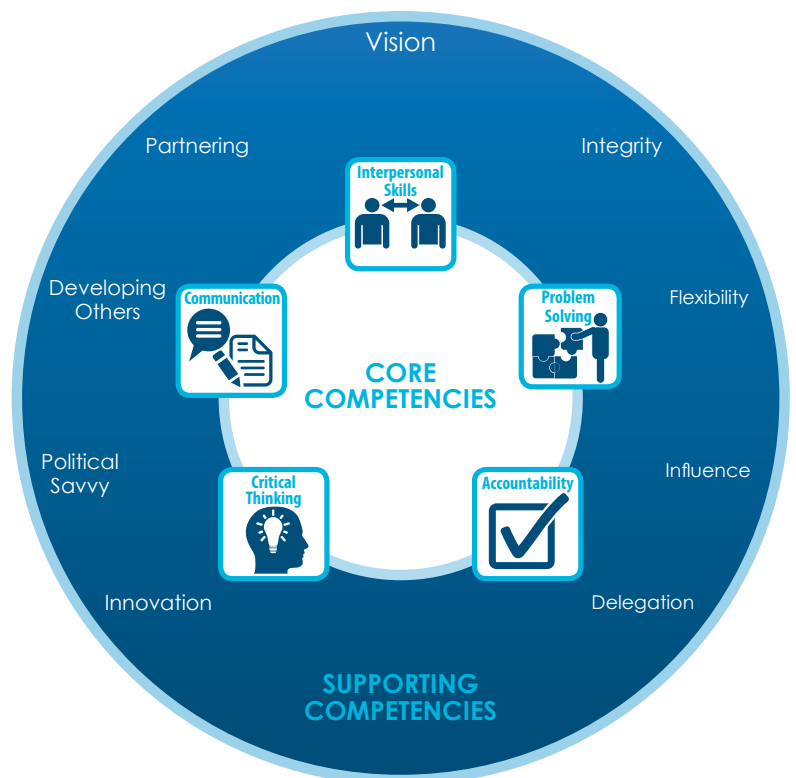 Vision
Partnering
Integrity
Interpersonal
Skills
Developing
Others
Communication
Problem
Solving
Flexibility
CORE
COMPETENCIES
Political
Savvy
Critical
Thinking
Accountability
Influence
Innovation
Delegation
SUPPORTING
COMPETENCIES